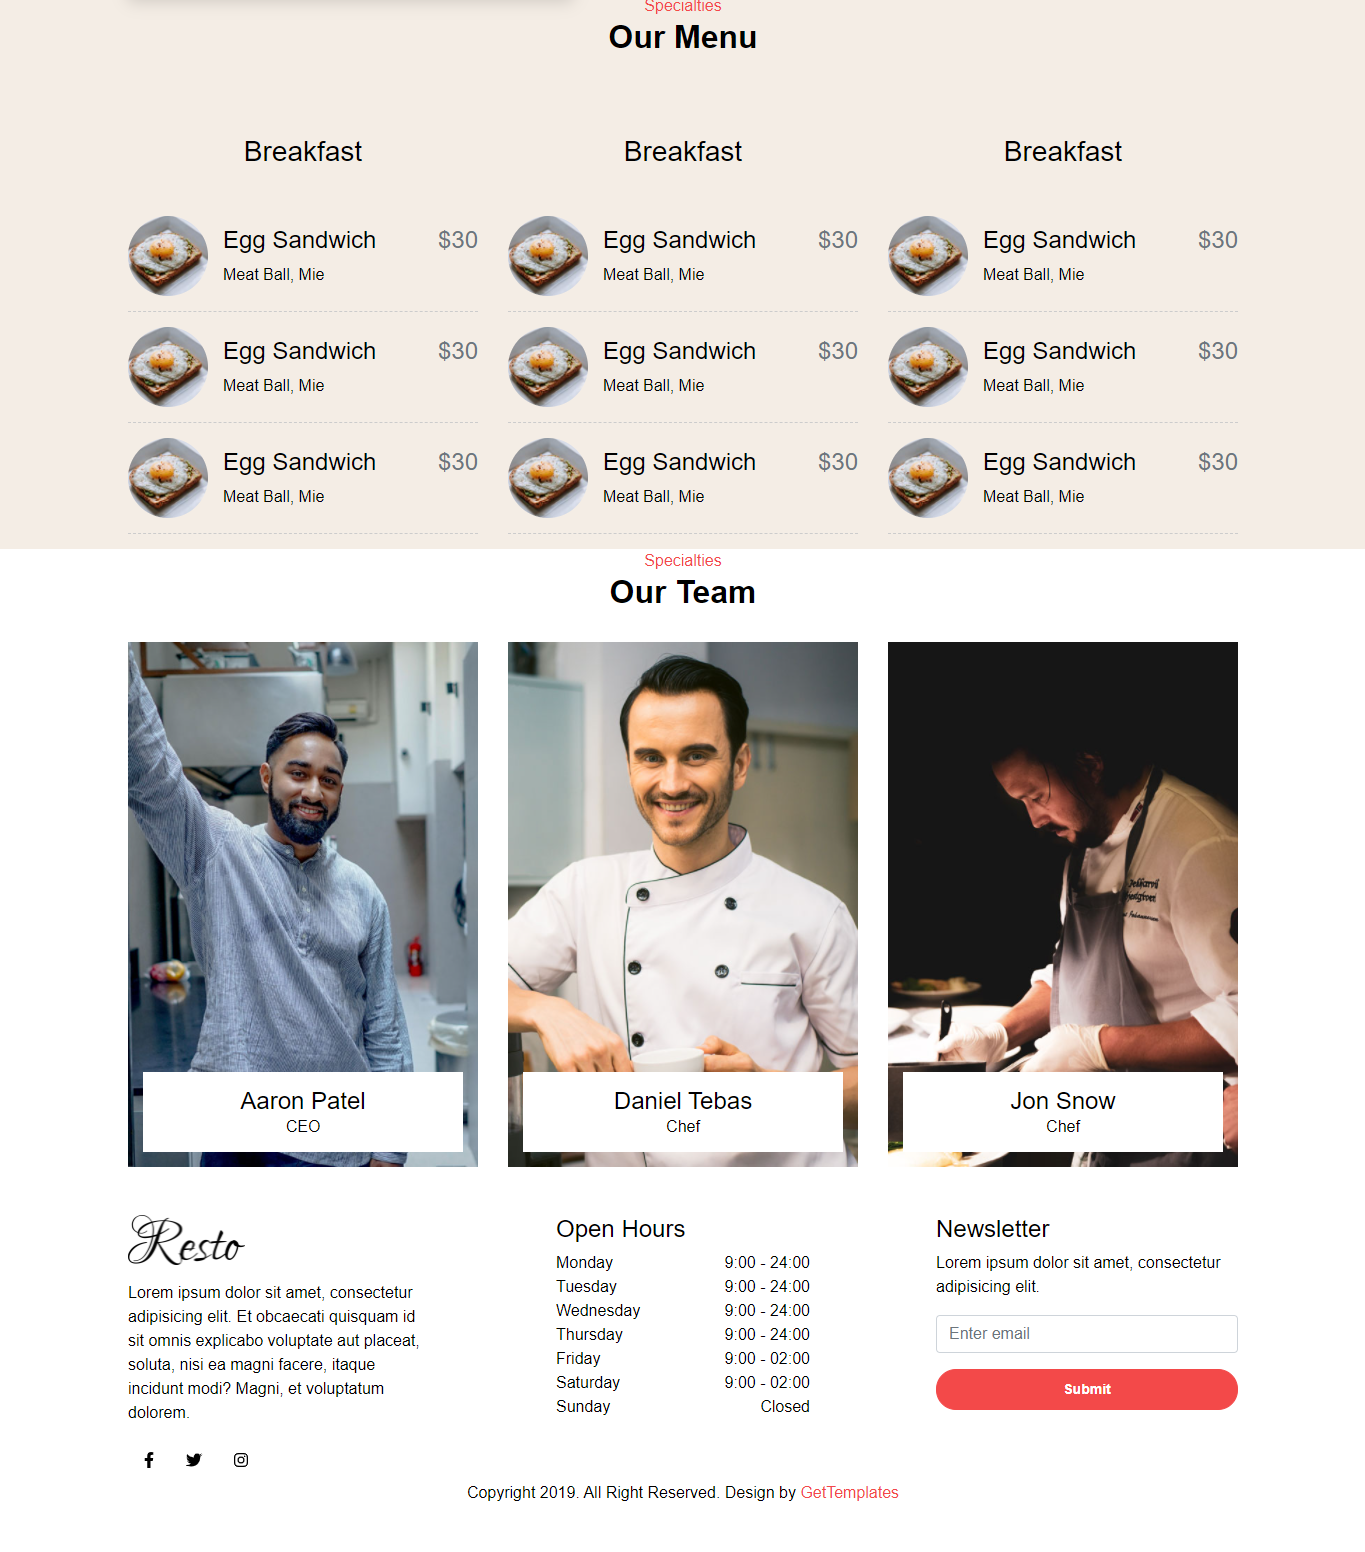 Specialties
Our Menu
Breakfast
Breakfast
Breakfast
Egg Sandwich $30
Meat Ball, Mie
Egg Sandwich $30
Meat Ball, Mie
Egg Sandwich $30
Meat Ball, Mie
Egg Sandwich $30
Meat Ball, Mie
Egg Sandwich $30
Meat Ball, Mie
Egg Sandwich $30
Meat Ball, Mie
Egg Sandwich $30
Meat Ball, Mie
Egg Sandwich $30
Meat Ball, Mie
Egg Sandwich $30
Meat Ball, Mie
Specialties
Our Team
Aaron Patel
CEO
Daniel Tebas
Chef
Jon Snow
Chef
Resto
Lorem ipsum dolor sit amet, consectetur
adipisicing elit. Et obcaecati quisquam id
sit omnis explicabo voluptate aut placeat,
soluta, nisi ea magni facere, itaque
incidunt modi? Magni, et voluptatum
dolorem.
Open Hours
Monday 9:00 - 24:00
Tuesday 9:00 - 24:00
Wednesday 9:00 - 24:00
Thursday 9:00 - 24:00
Friday 9:00 - 02:00
Saturday 9:00 - 02:00
Sunday Closed
Newsletter
Lorem ipsum dolor sit amet, consectetur
adipisicing elit.
Enter email
Submit
Copyright 2019. All Right Reserved. Design by GetTemplates